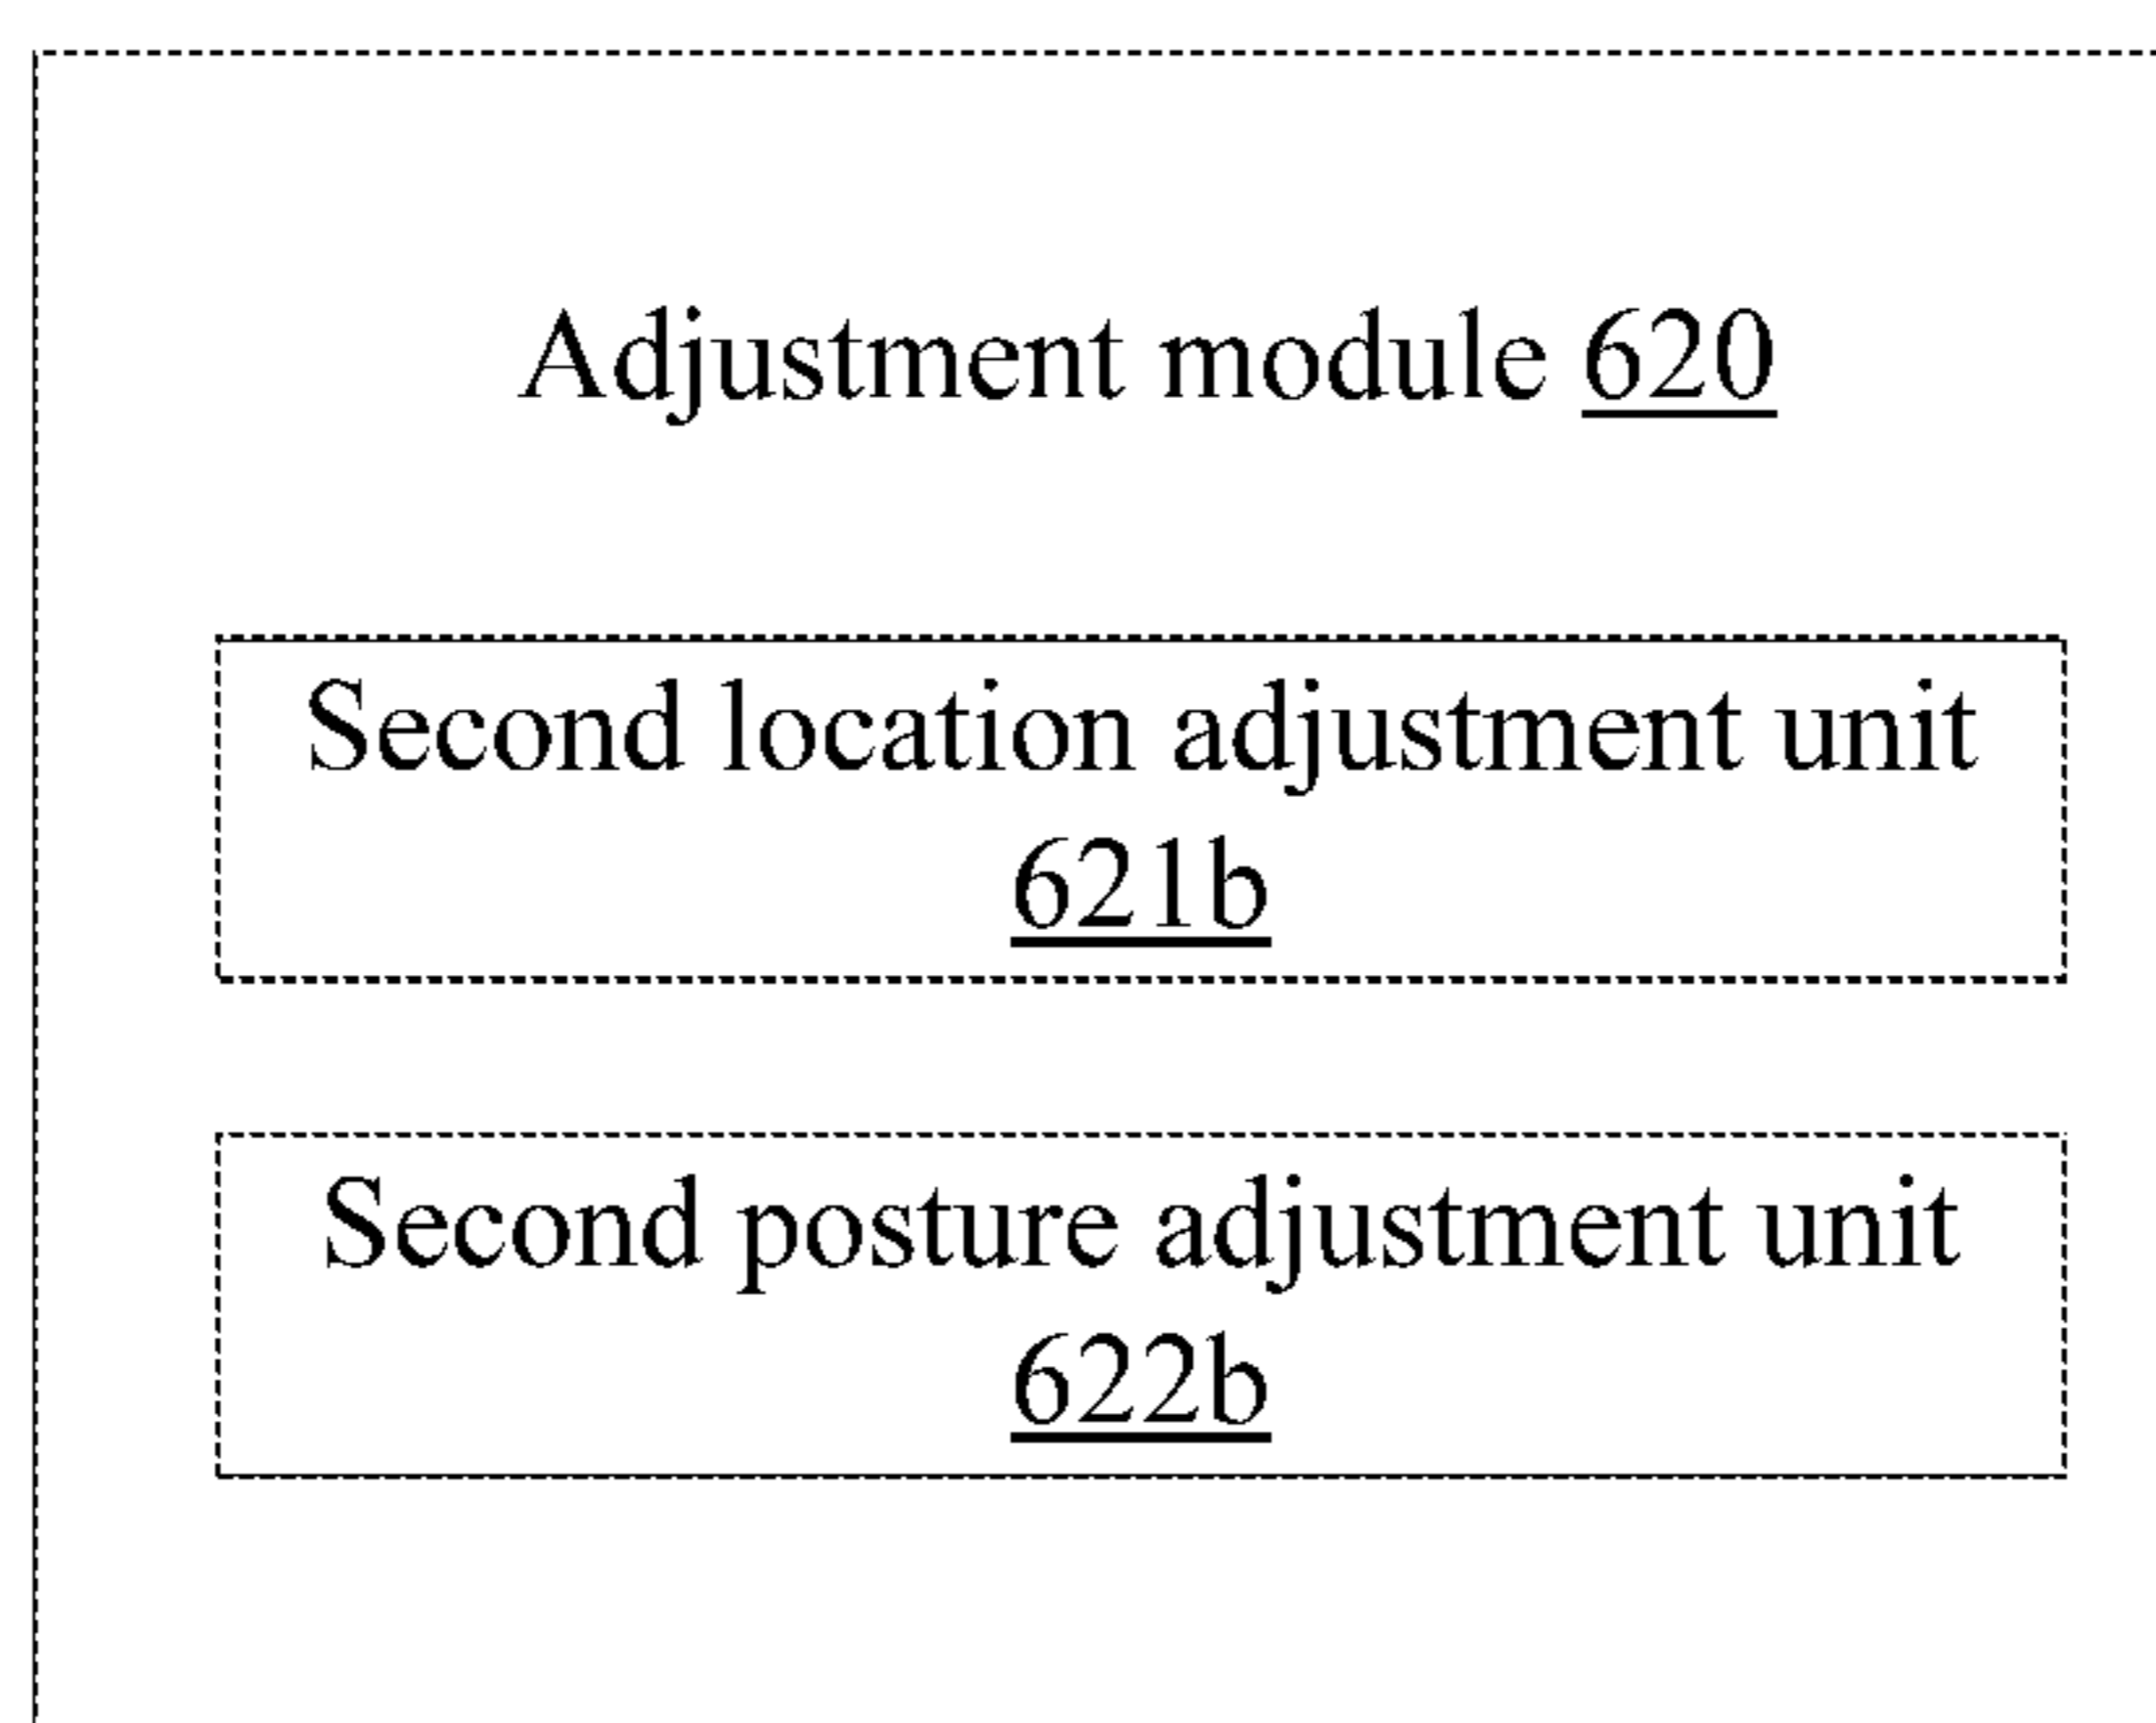 Adjustment module 620
Second location adjustment unit
621b
Second posture adjustment unit
622b